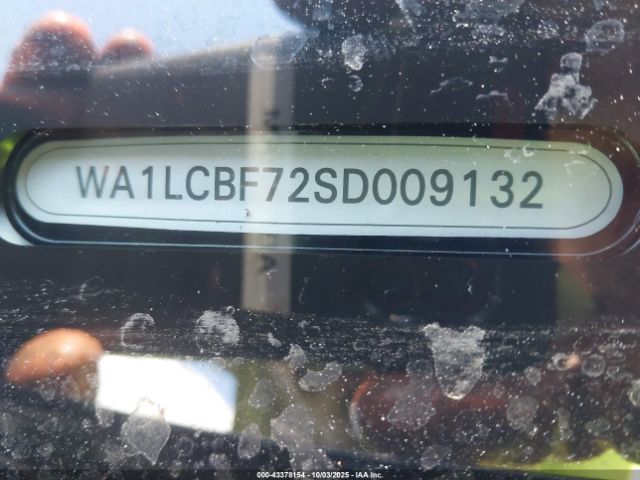 WA1LCBF72SD009132
000-43378154 - 10/03/2025 - IAA Inc.